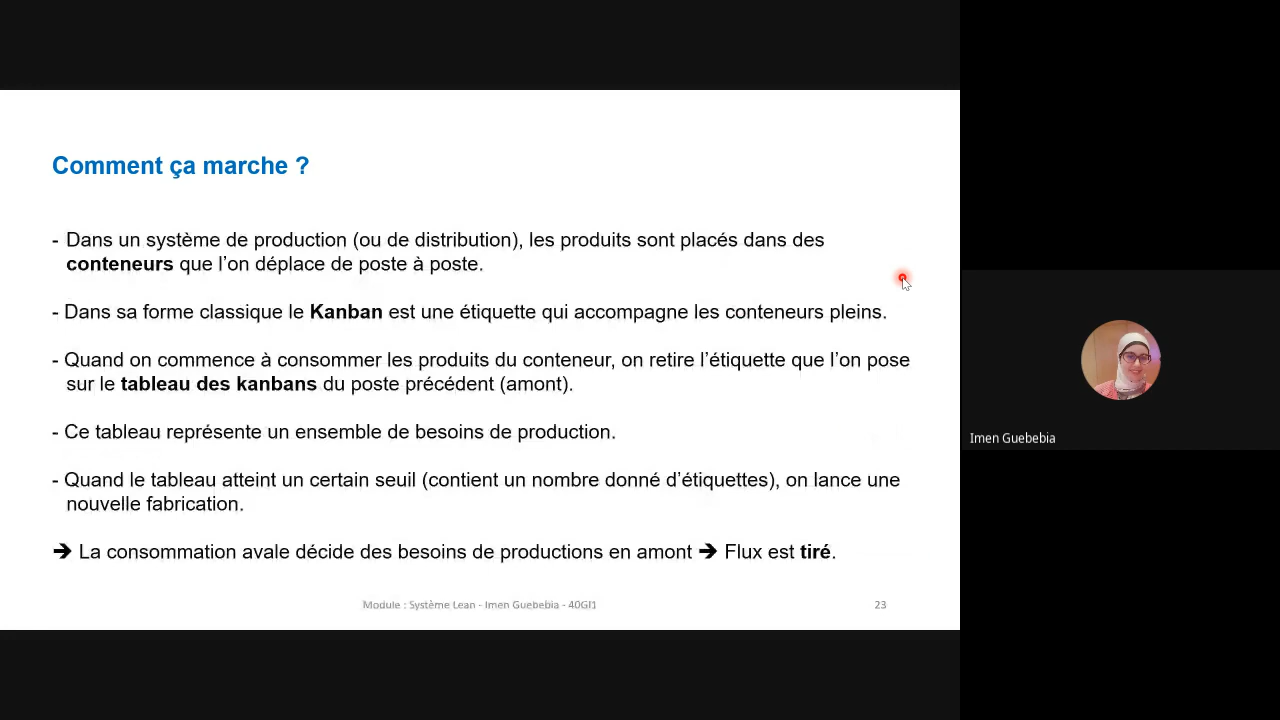 Comment ça marche ?
- Dans un système de production (ou de distribution), les produits sont placés dans des
conteneurs que l’on déplace de poste à poste.
- Dans sa forme classique le Kanban est une étiquette qui accompagne les conteneurs pleins.
- Quand on commence à consommer les produits du conteneur, on retire l’étiquette que l’on pose
sur le tableau des kanbans du poste précédent (amont).
- Ce tableau représente un ensemble de besoins de production.
- Quand le tableau atteint un certain seuil (contient un nombre donné d’étiquettes), on lance une
nouvelle fabrication.
➔ La consommation avale décide des besoins de productions en amont ➔ Flux est tiré.
Module : Système Lean - Imen Guebebia - 40GI1
23
Imen Guebebia